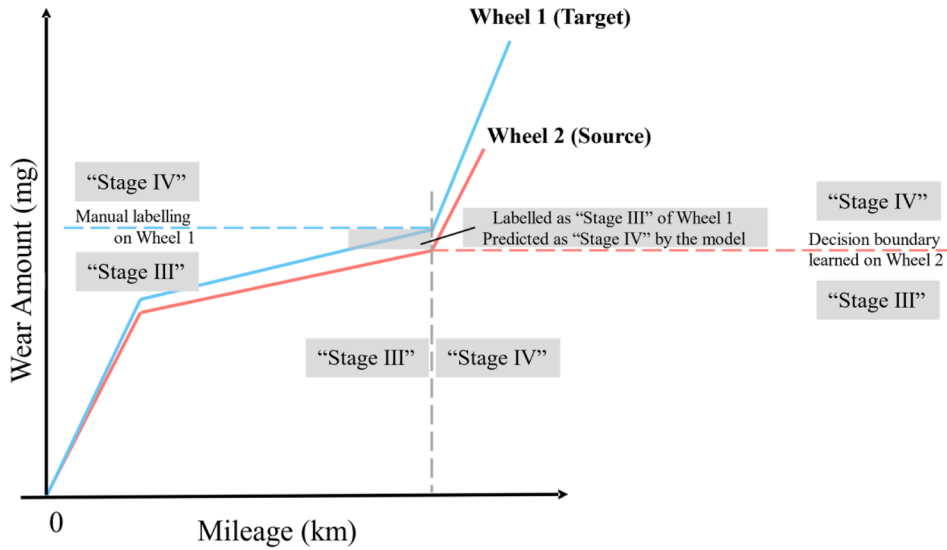 Wheel 1 (Target)
Wheel 2 (Source)
Wear Amount (mg)
“Stage IV”
Manual labelling
on Wheel 1
“Stage III”
Labelled as “Stage III” of Wheel 1
Predicted as “Stage IV” by the model
“Stage IV”
Decision boundary
learned on Wheel 2
“Stage III”
“Stage III”
“Stage IV”
0
Mileage (km)